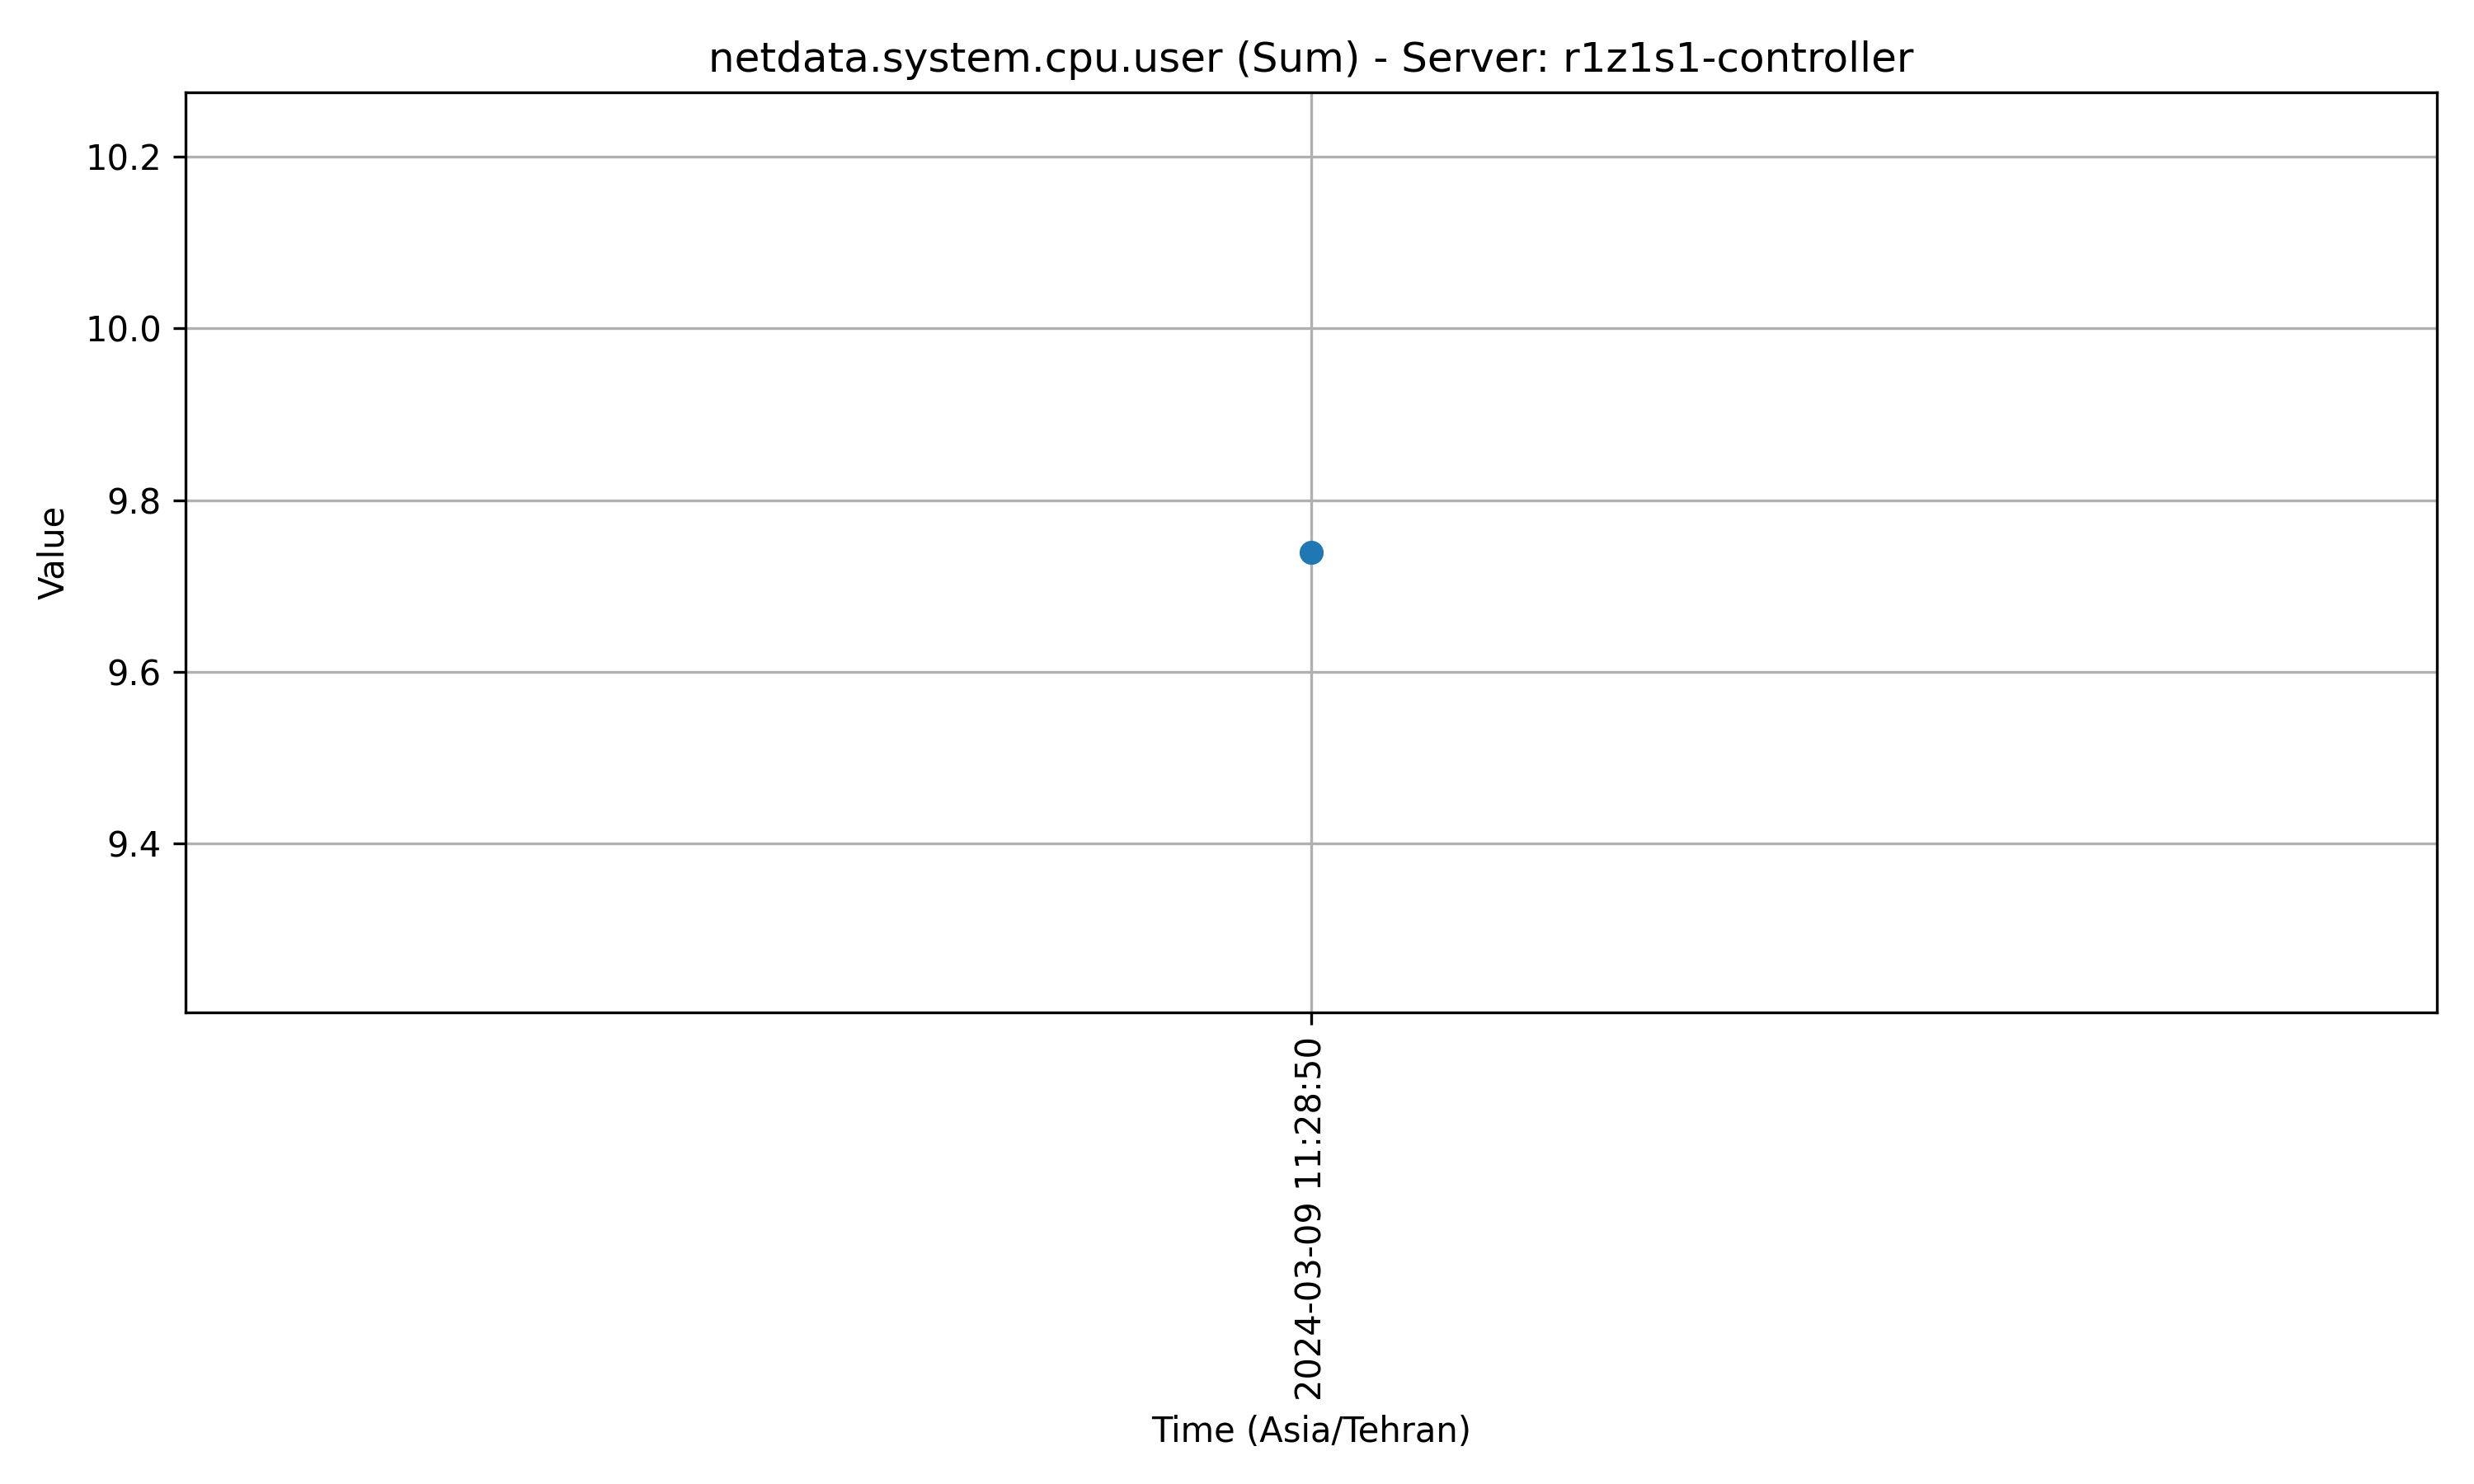 netdata.system.cpu.user (Sum) - Server: r1z1s1-controller
10.2
10.0
9.8
9.6
9.4
Value
2024-03-09 11:28:50
Time (Asia/Tehran)